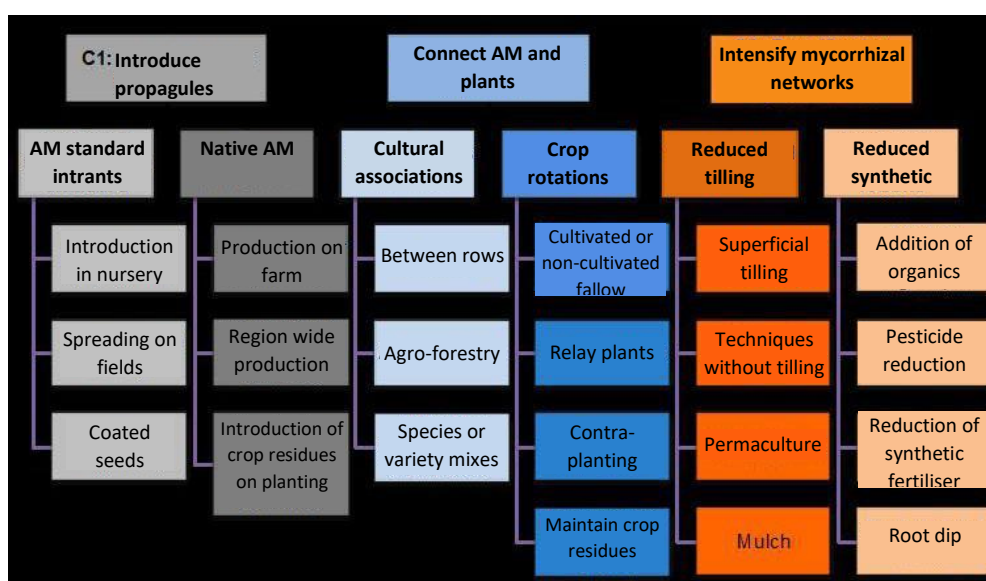 C1: Introduce
propagules
Connect AM and
plants
Intensify mycorrhizal
networks
AM standard
intrants
Native AM
Cultural
associations
Crop
rotations
Reduced
tilling
Reduced
synthetic
Introduction
in nursery
Production on
farm
Between rows
Cultivated or
non-cultivated
fallow
Superficial
tilling
Addition of
organics
Spreading on
fields
Region wide
production
Agro-forestry
Relay plants
Techniques
without tilling
Pesticide
reduction
Coated
seeds
Introduction of
crop residues
on planting
Species or
variety mixes
Contra-
planting
Permaculture
Reduction of
synthetic
fertiliser
Maintain crop
residues
Mulch
Root dip